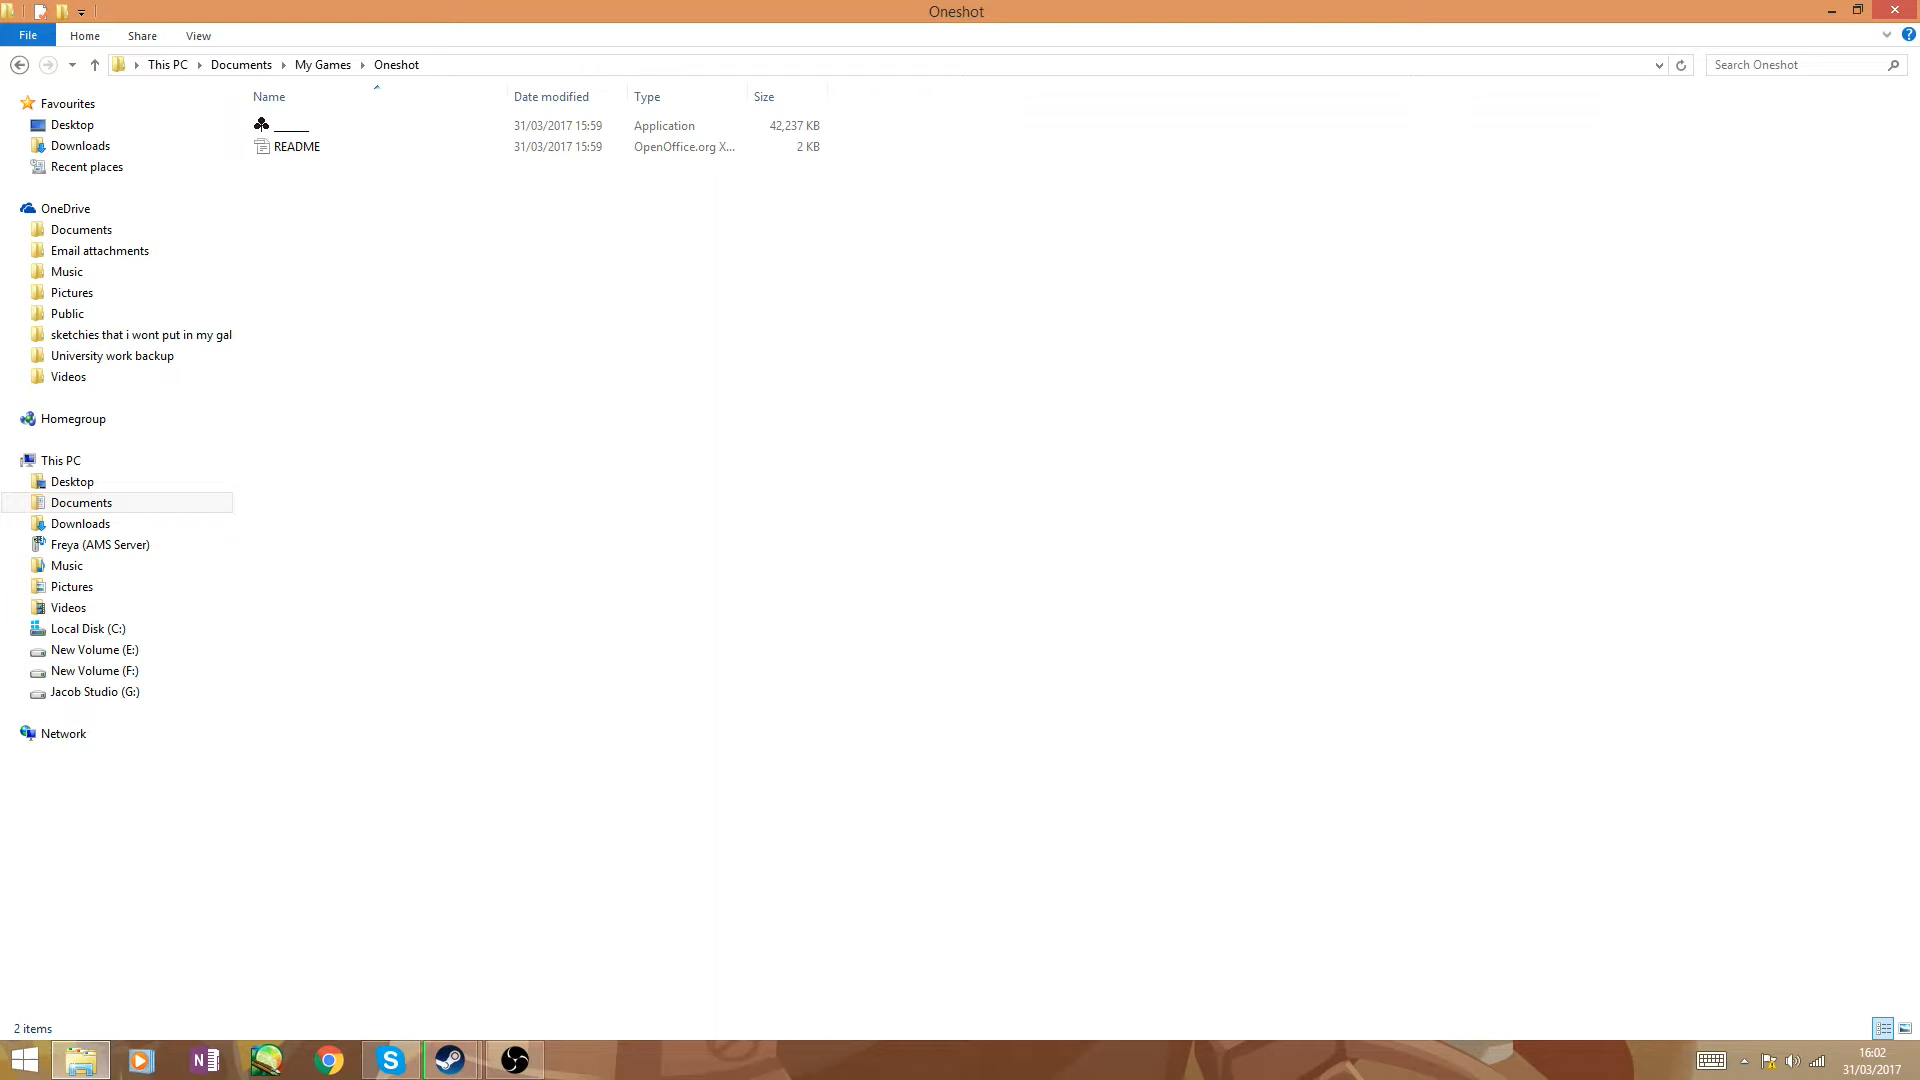 Oneshot
File Home Share View
This PC Documents My Games Oneshot
Search Oneshot
Name Date modified Type Size
______ 31/03/2017 15:59 Application 42,237 KB
README 31/03/2017 15:59 OpenOffice.org X... 2 KB
Favourites
Desktop
Downloads
Recent places
OneDrive
Documents
Email attachments
Music
Pictures
Public
sketchies that i wont put in my gal
University work backup
Videos
Homegroup
This PC
Desktop
Documents
Downloads
Freya (AMS Server)
Music
Pictures
Videos
Local Disk (C:)
New Volume (E:)
New Volume (F:)
Jacob Studio (G:)
Network
2 items
16:02
31/03/2017